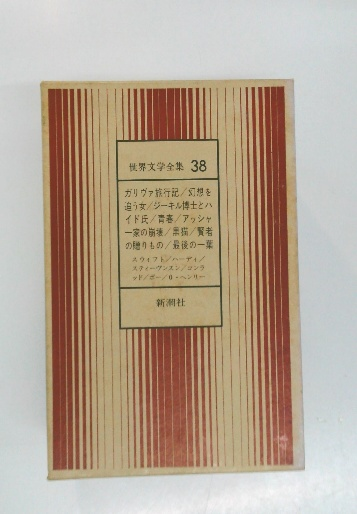 世界文学全集 38
ガリヴァ旅行記／幻想を
追う女／ジーキル博士とハ
イド氏／青春／アッシャ
ー家の崩壊／黒猫／賢者
の贈りもの／最後の一葉
スウィフト／ハーディ／
スティーヴンスン／コンラ
ッド／ポー／O・ヘンリー
新潮社